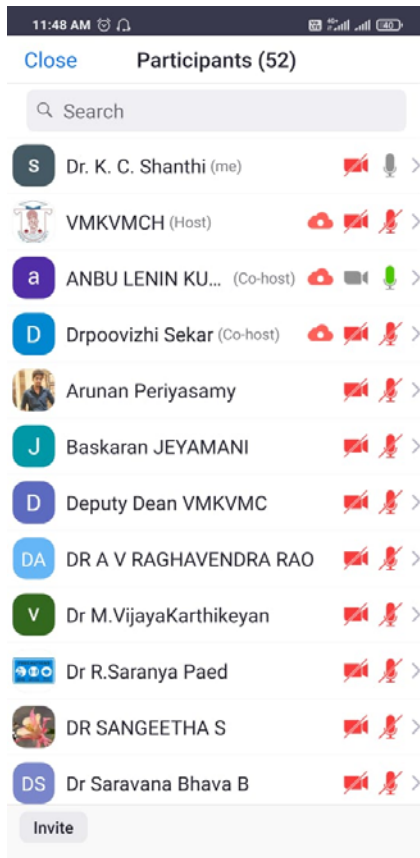 11:48 AM
40
Close Participants (52)
Search
S Dr. K. C. Shanthi (me)
VMKVMCH (Host)
a ANBU LENIN KU... (Co-host)
D Drpoovizhi Sekar (Co-host)
Arunan Periyasamy
J Baskaran JEYAMANI
D Deputy Dean VMKVMC
DA DR A V RAGHAVENDRA RAO
V Dr M.VijayaKarthikeyan
Dr R.Saranya Paed
DR SANGEETHA S
DS Dr Saravana Bhava B
Invite